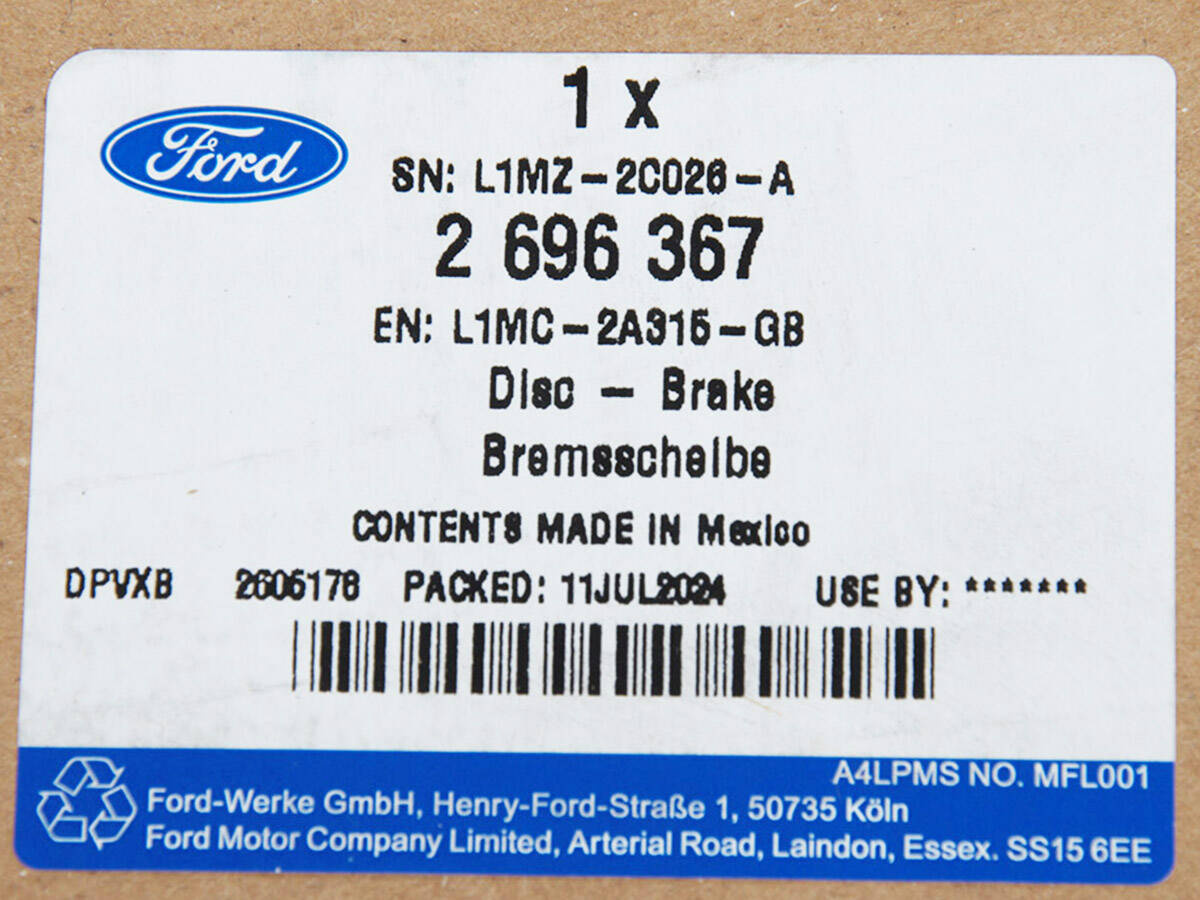 1 x
Ford
SN: L1MZ-2C026-A
2 696 367
EN: L1MC-2A315-GB
Disc - Brake
Bremsscheibe
CONTENTS MADE IN Mexico
DPVXB 2605178 PACKED: 11JUL2024 USE BY: *******
A4LPMS NO. MFL001
Ford-Werke GmbH, Henry-Ford-Straße 1, 50735 Köln
Ford Motor Company Limited, Arterial Road, Laindon, Essex. SS15 6EE